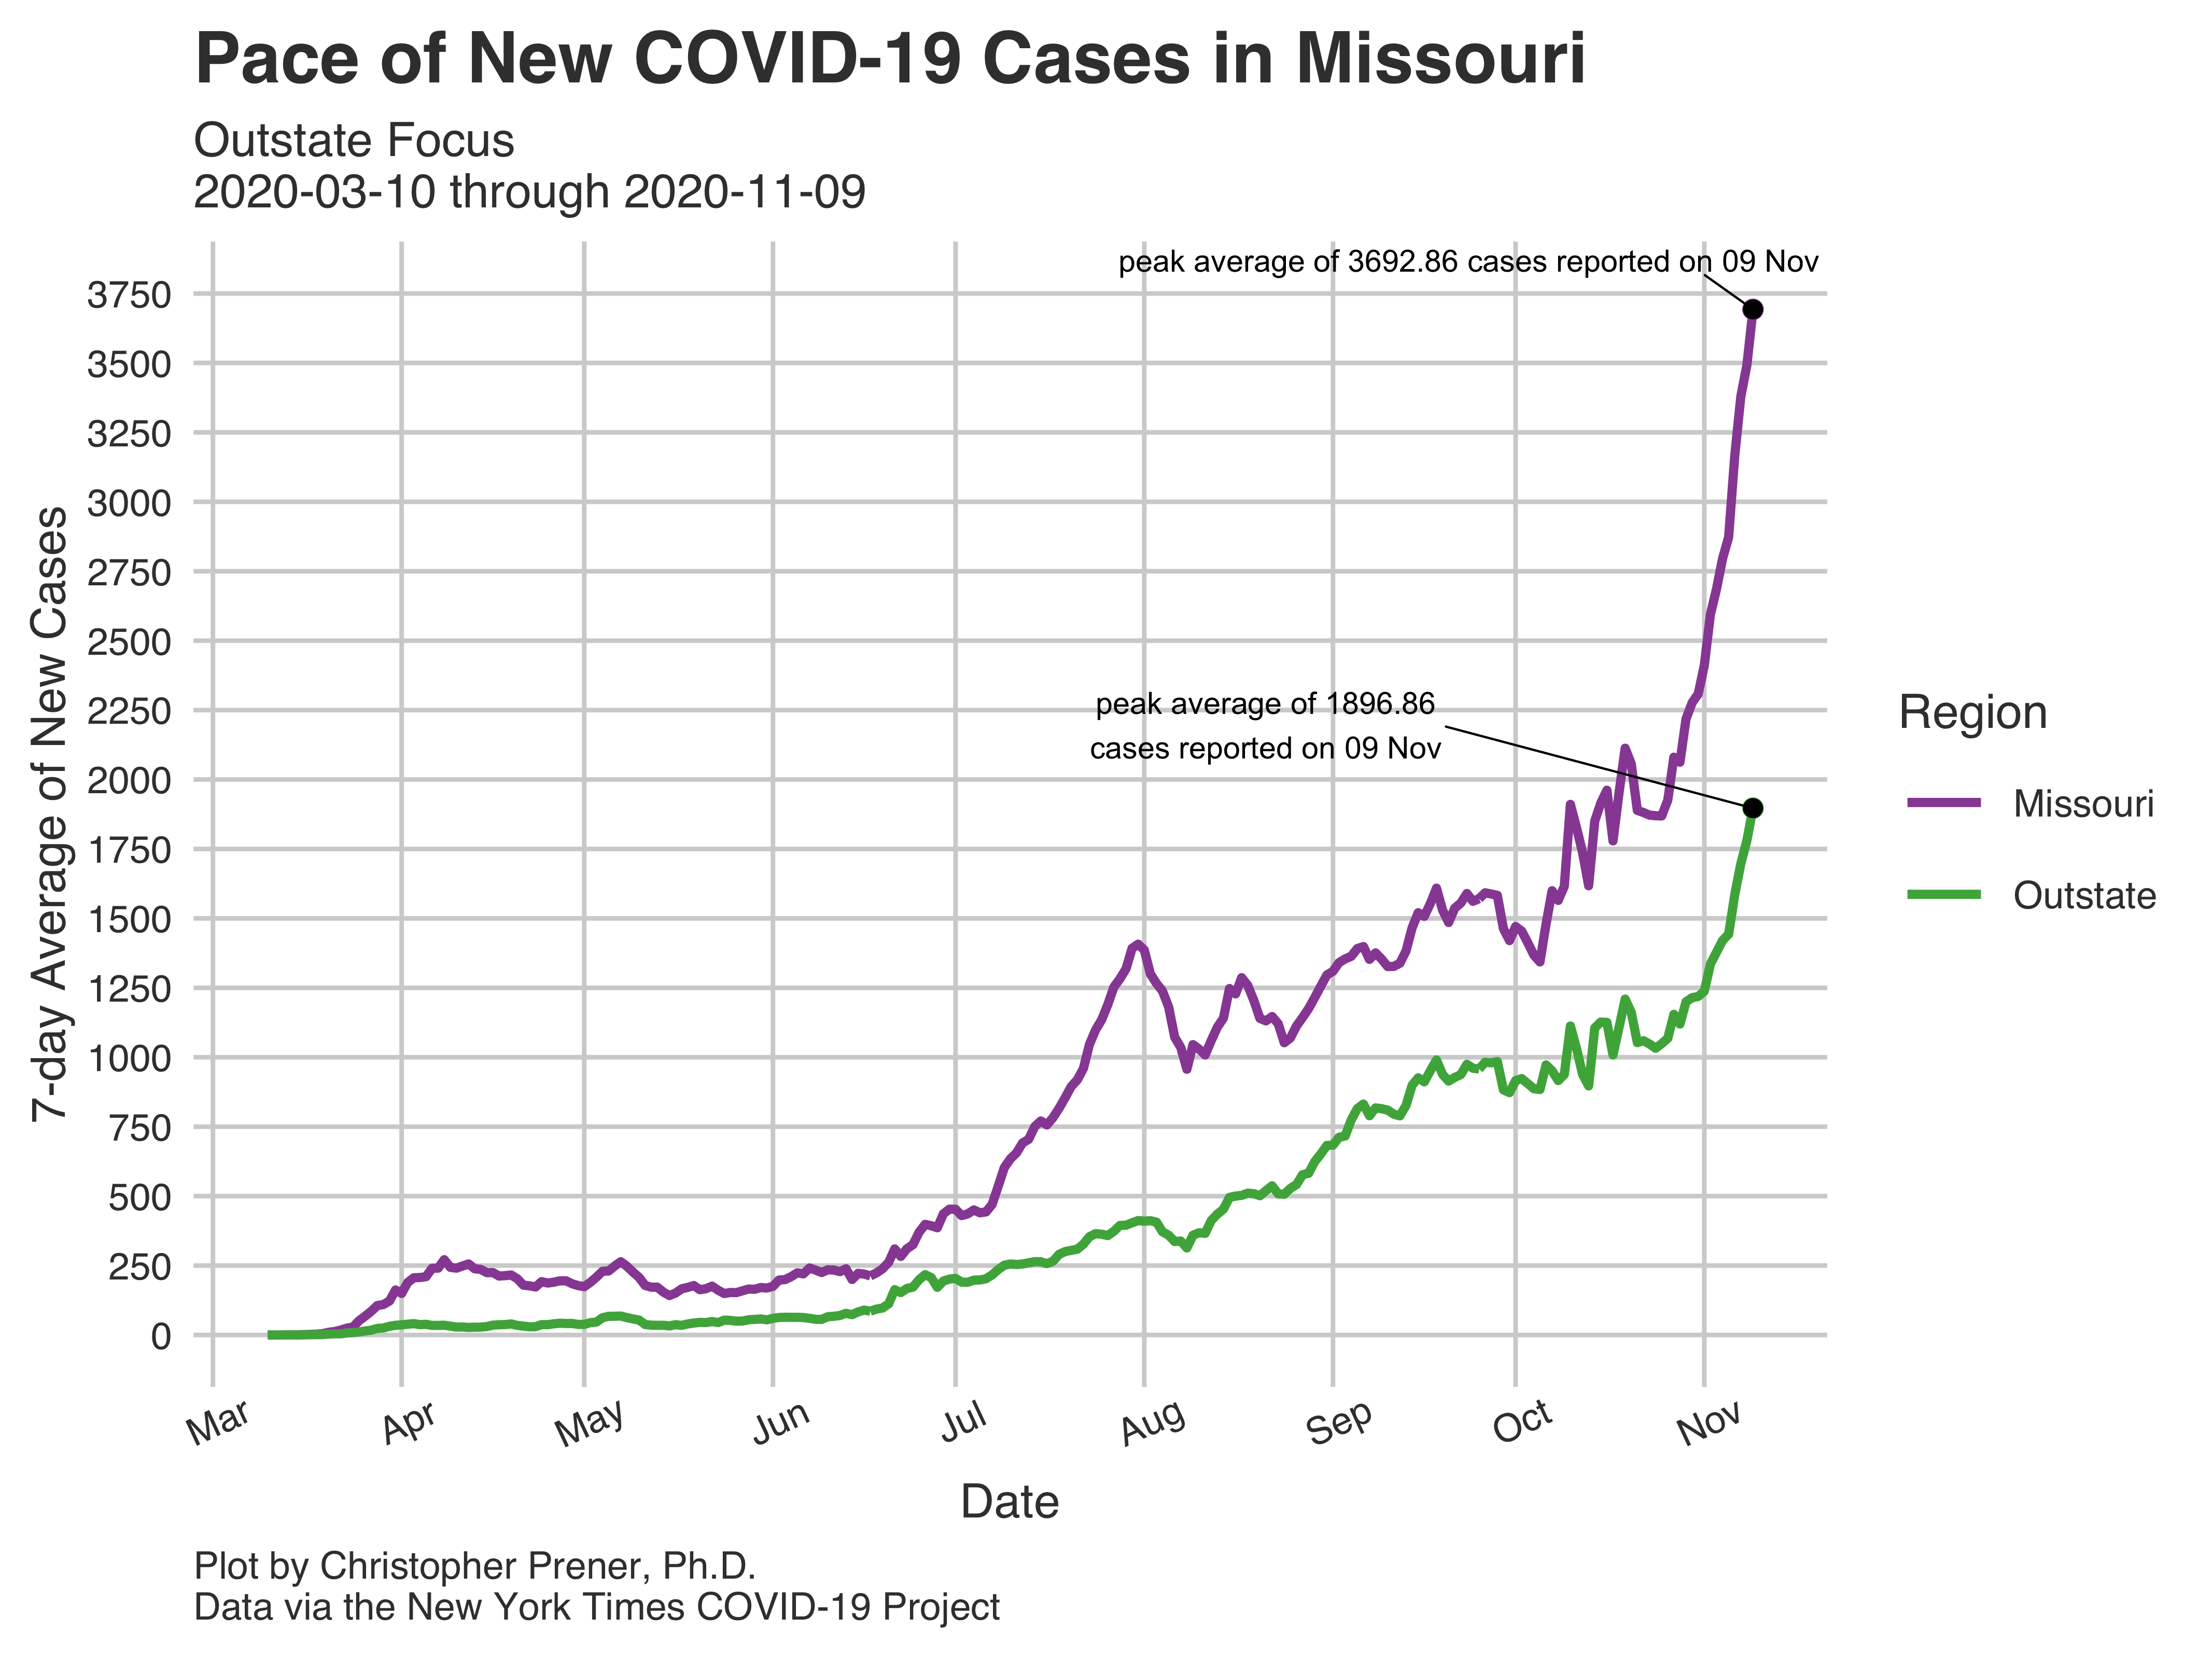 Pace of New COVID-19 Cases in Missouri
Outstate Focus
2020-03-10 through 2020-11-09
peak average of 3692.86 cases reported on 09 Nov
3750
3500
3250
3000
2750
2500
2250
2000
1750
1500
1250
1000
750
500
250
0
7-day Average of New Cases
peak average of 1896.86
cases reported on 09 Nov
Region
Missouri
Outstate
Mar Apr May Jun Jul Aug Sep Oct Nov
Date
Plot by Christopher Prener, Ph.D.
Data via the New York Times COVID-19 Project